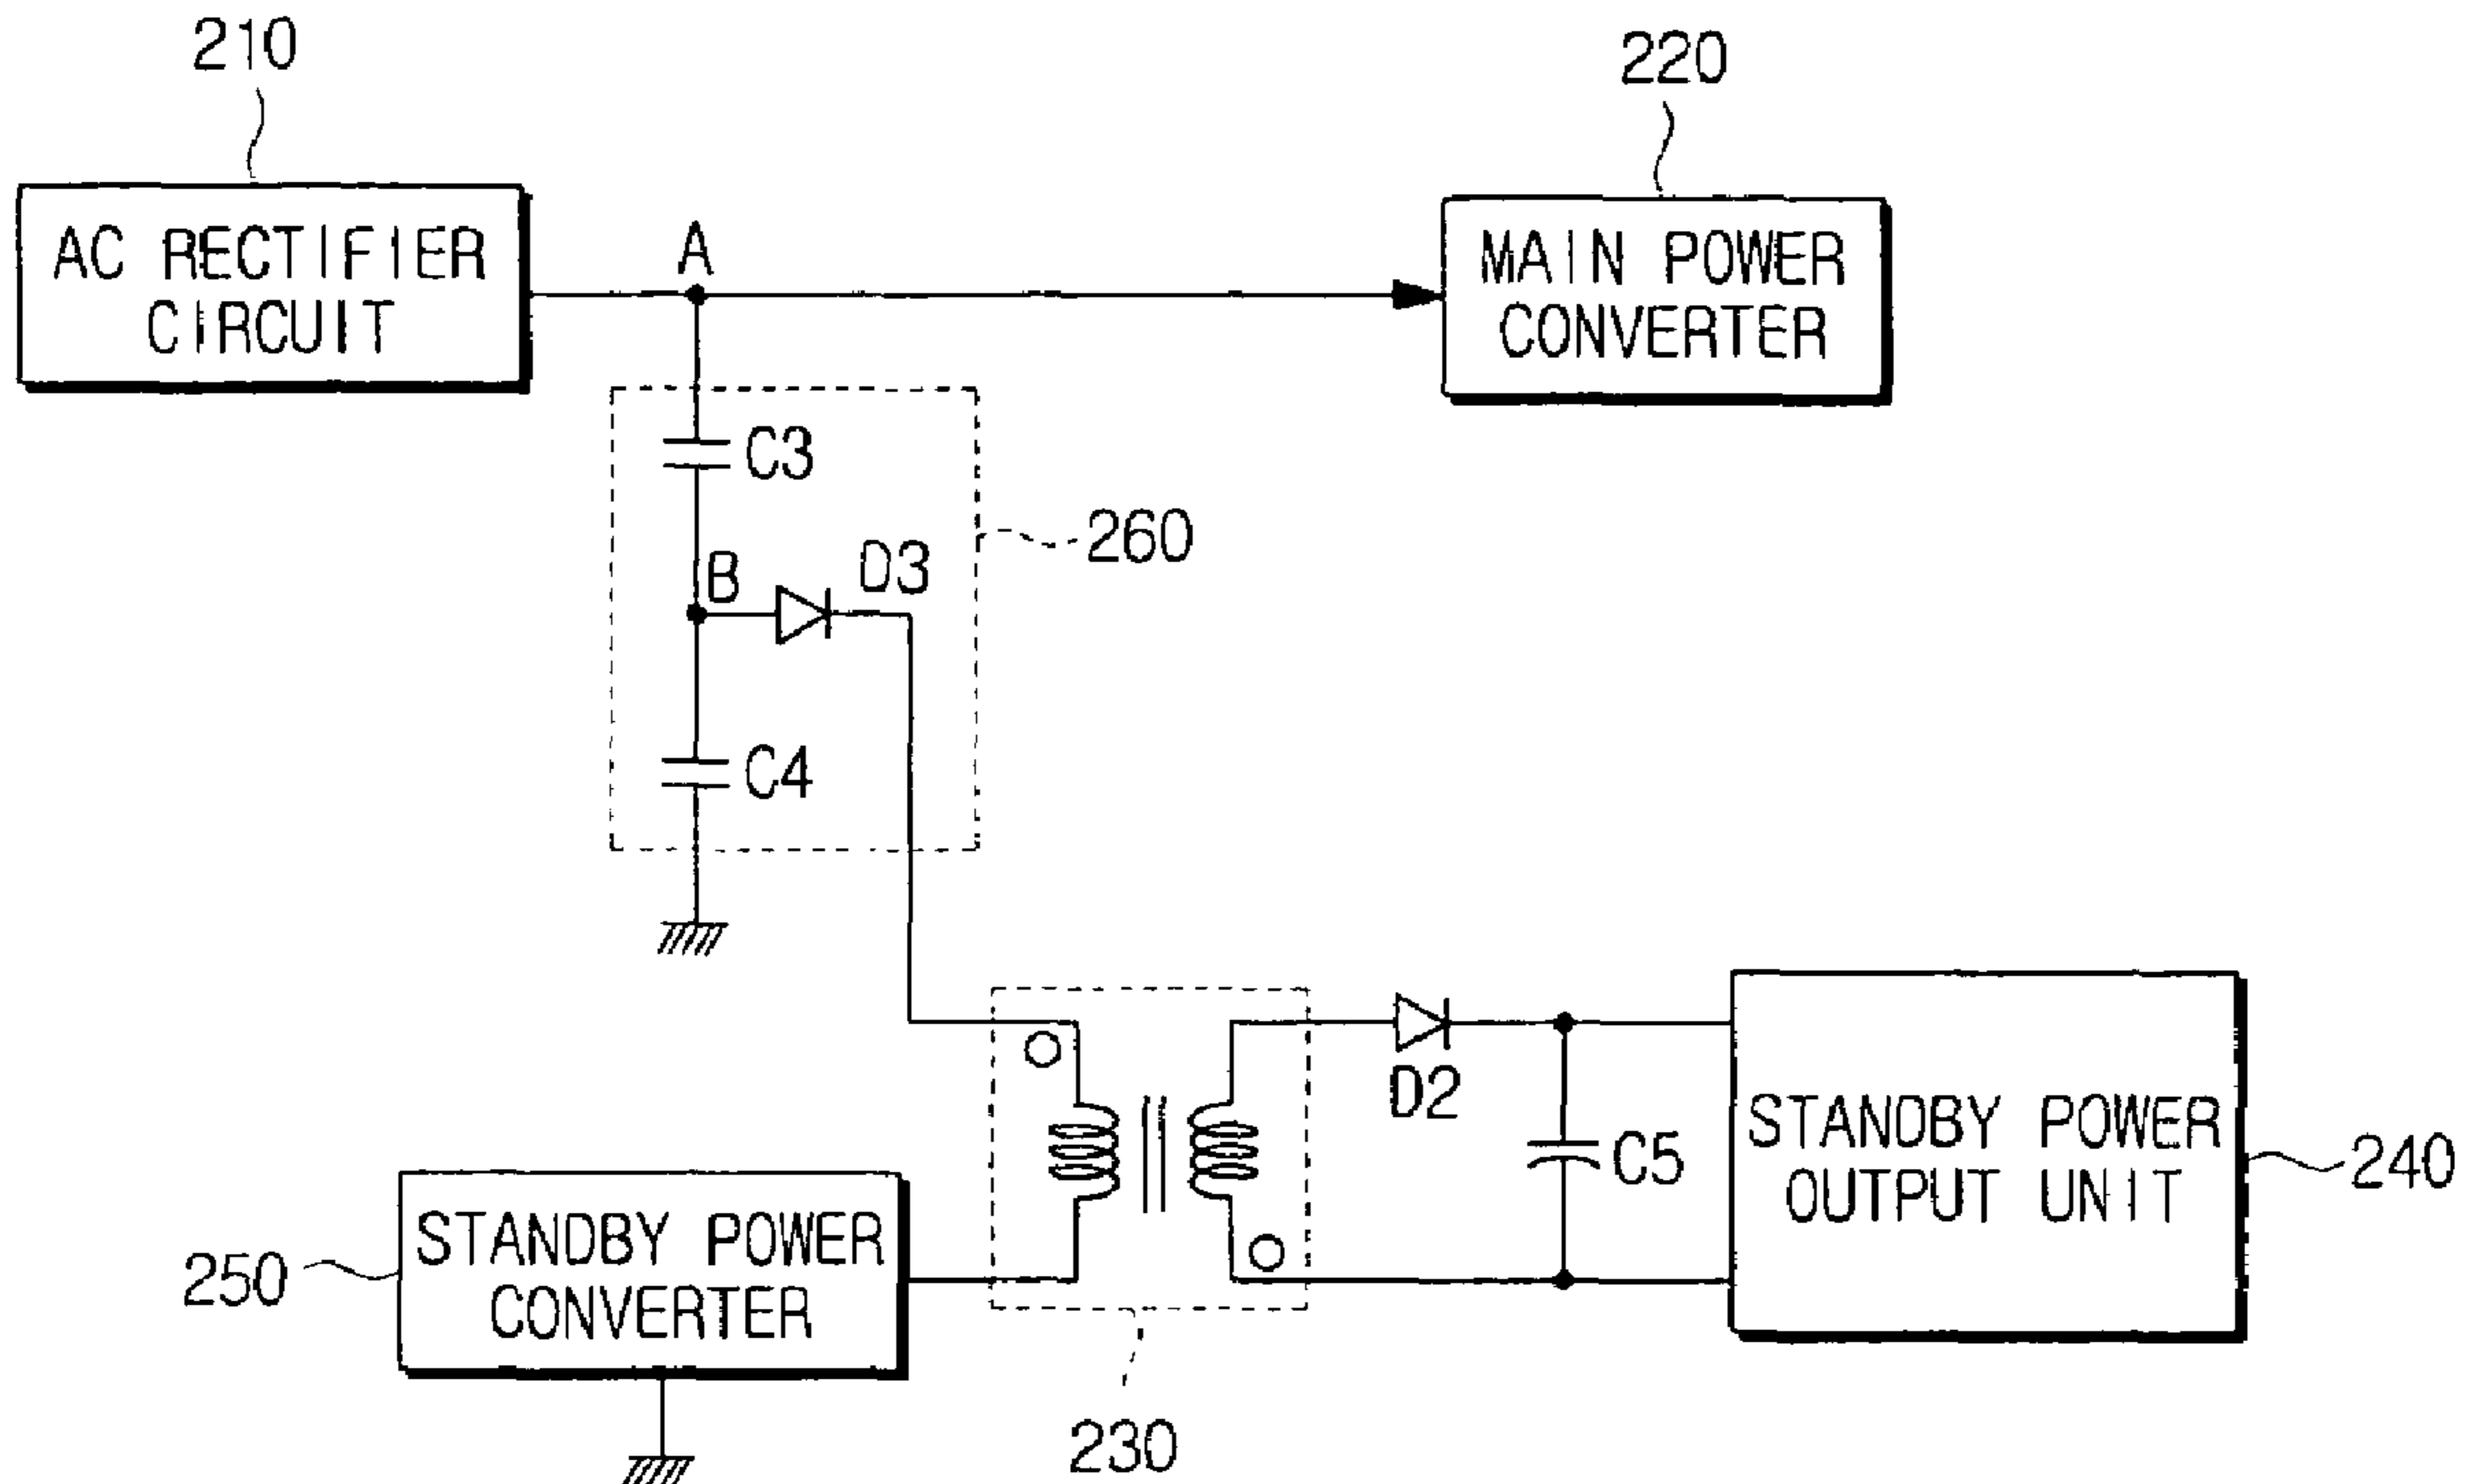 210
220
AC RECTIFIER
CIRCUIT
A
MAIN POWER
CONVERTER
C3
260
B
D3
C4
D2
C5
STANDBY POWER
OUTPUT UNIT
240
250
STANDBY POWER
CONVERTER
230